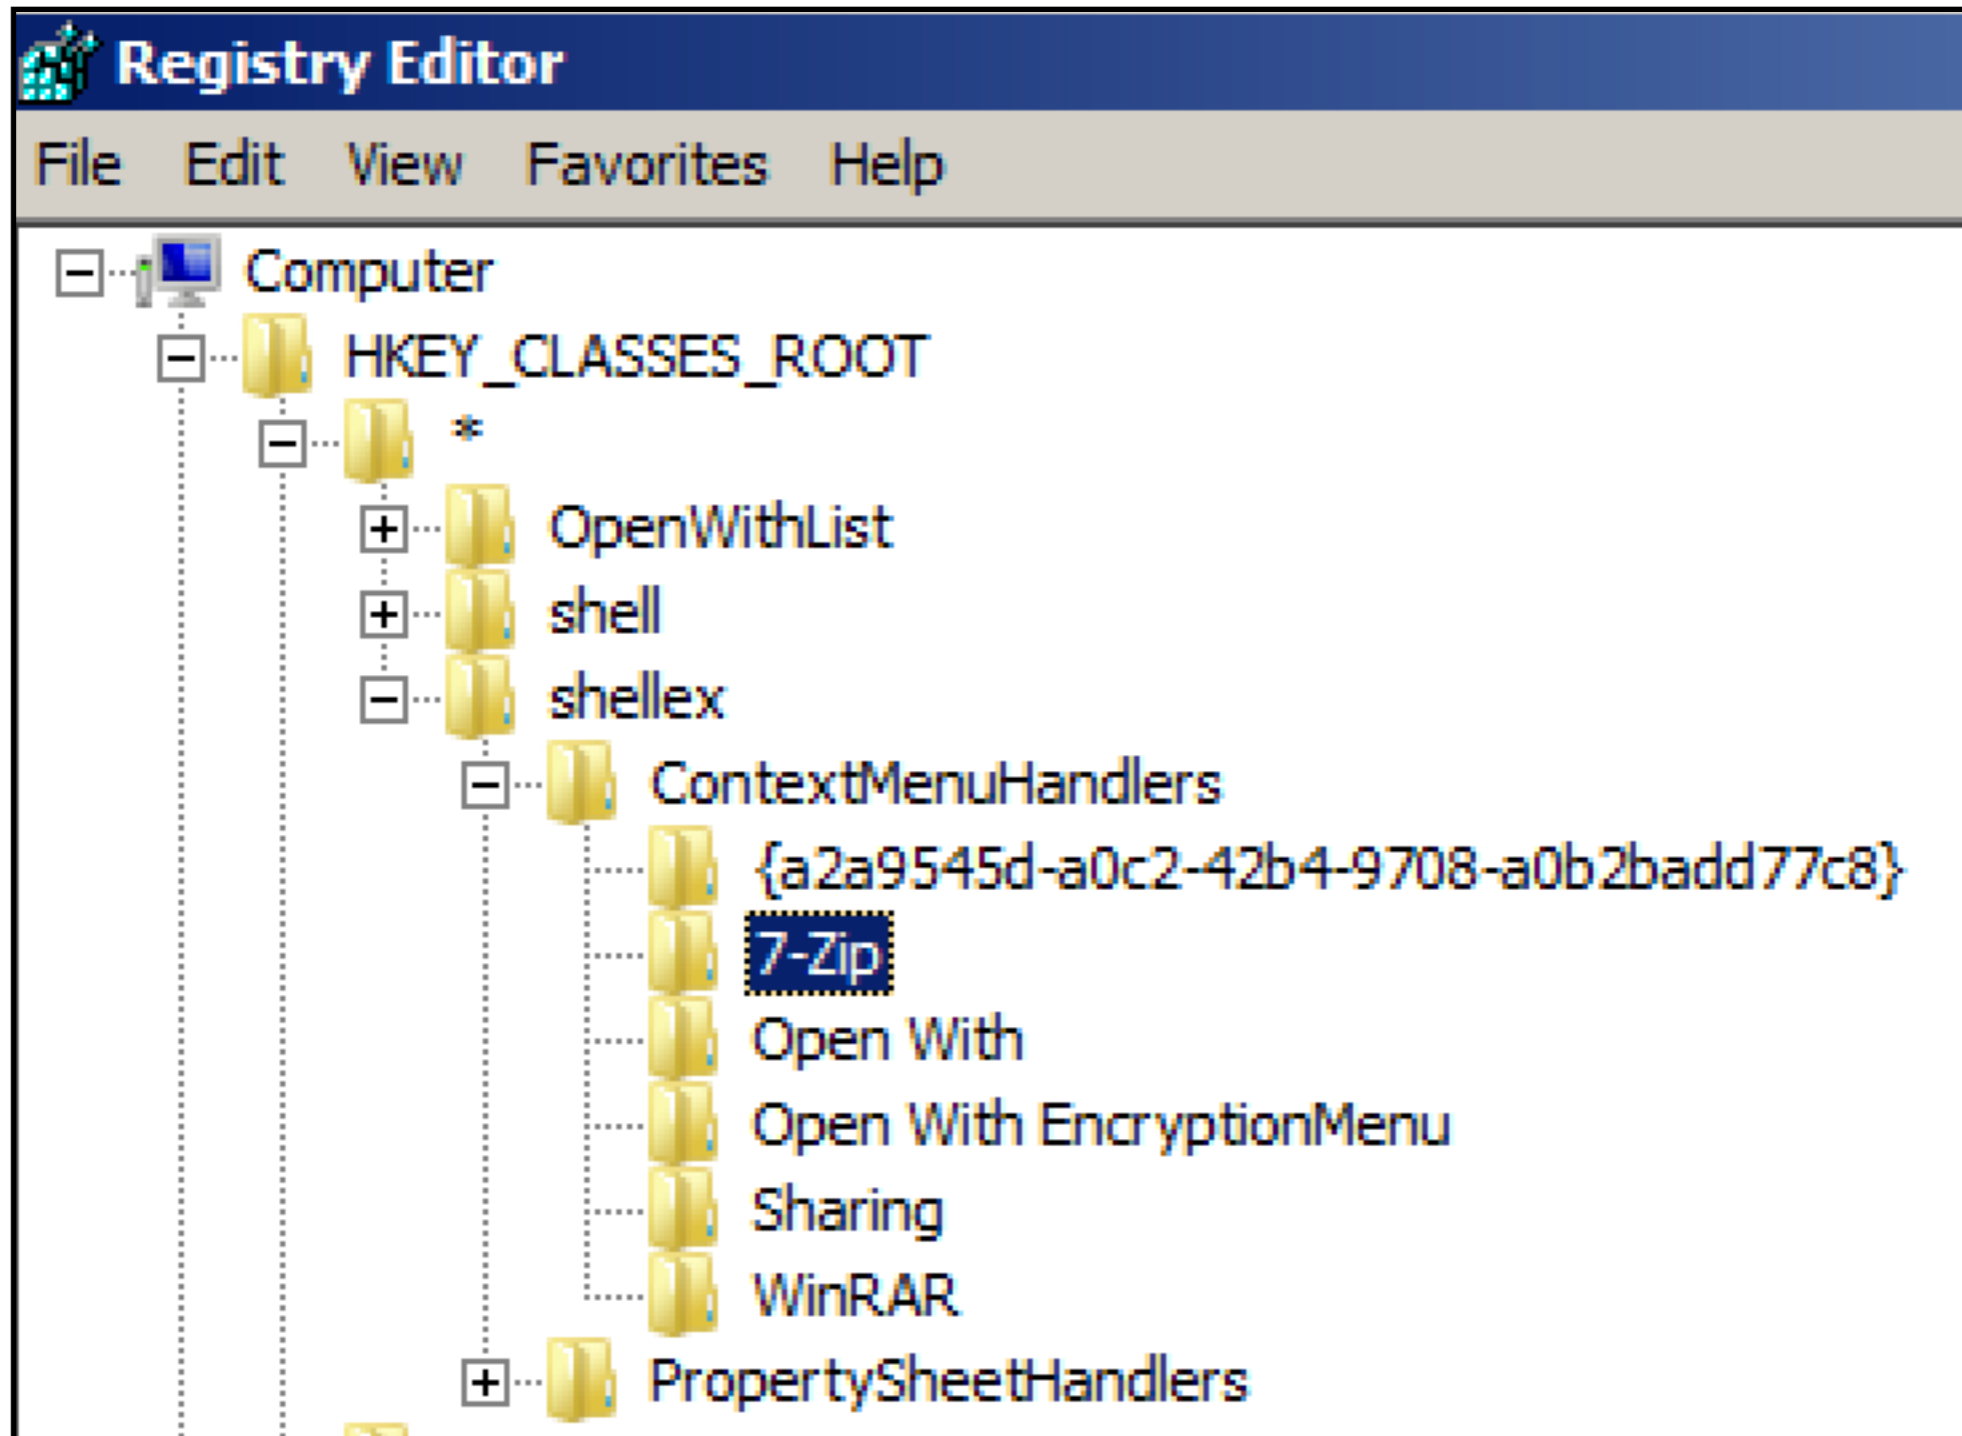 Registry Editor
File Edit View Favorites Help
Computer
HKEY_CLASSES_ROOT
*
OpenWithList
shell
shellex
ContextMenuHandlers
{a2a9545d-a0c2-42b4-9708-a0b2badd77c8}
7-Zip
Open With
Open With EncryptionMenu
Sharing
WinRAR
PropertySheetHandlers